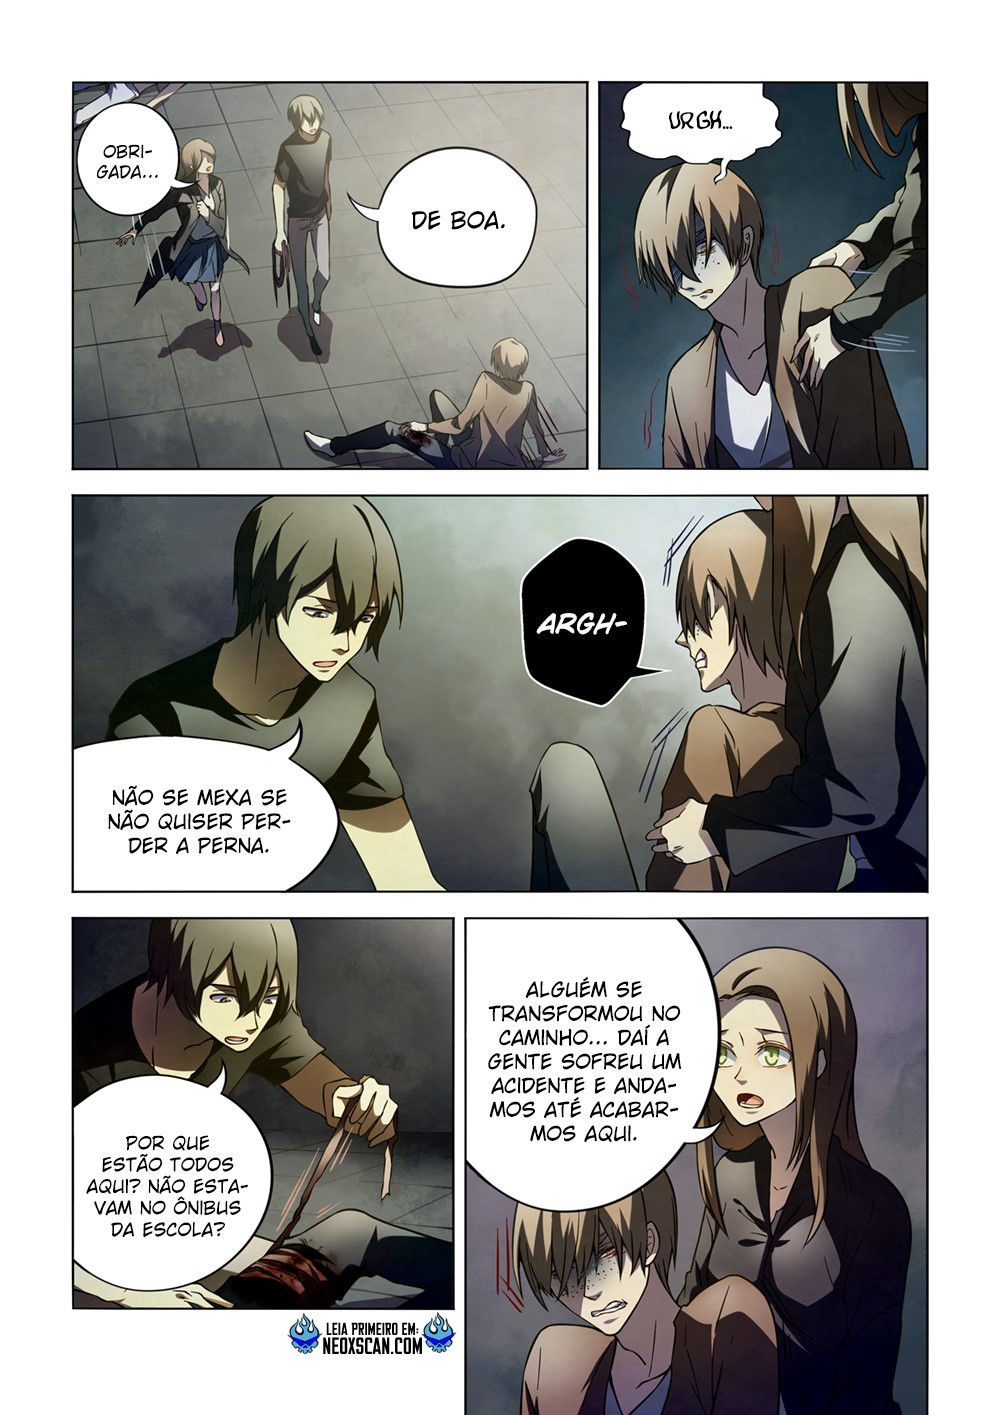 OBRI-
GADA...
DE BOA.
URGH...
ARGH-
NÃO SE MEXA SE
NÃO QUISER PER-
DER A PERNA.
POR QUE
ESTÃO TODOS
AQUI? NÃO ESTA-
VAM NO ÔNIBUS
DA ESCOLA?
ALGUÉM SE
TRANSFORMOU NO
CAMINHO... DAÍ A
GENTE SOFREU UM
ACIDENTE E ANDA-
MOS ATÉ ACABAR-
MOS AQUI.
LEIA PRIMEIRO EM:
NEOXSCAN.COM